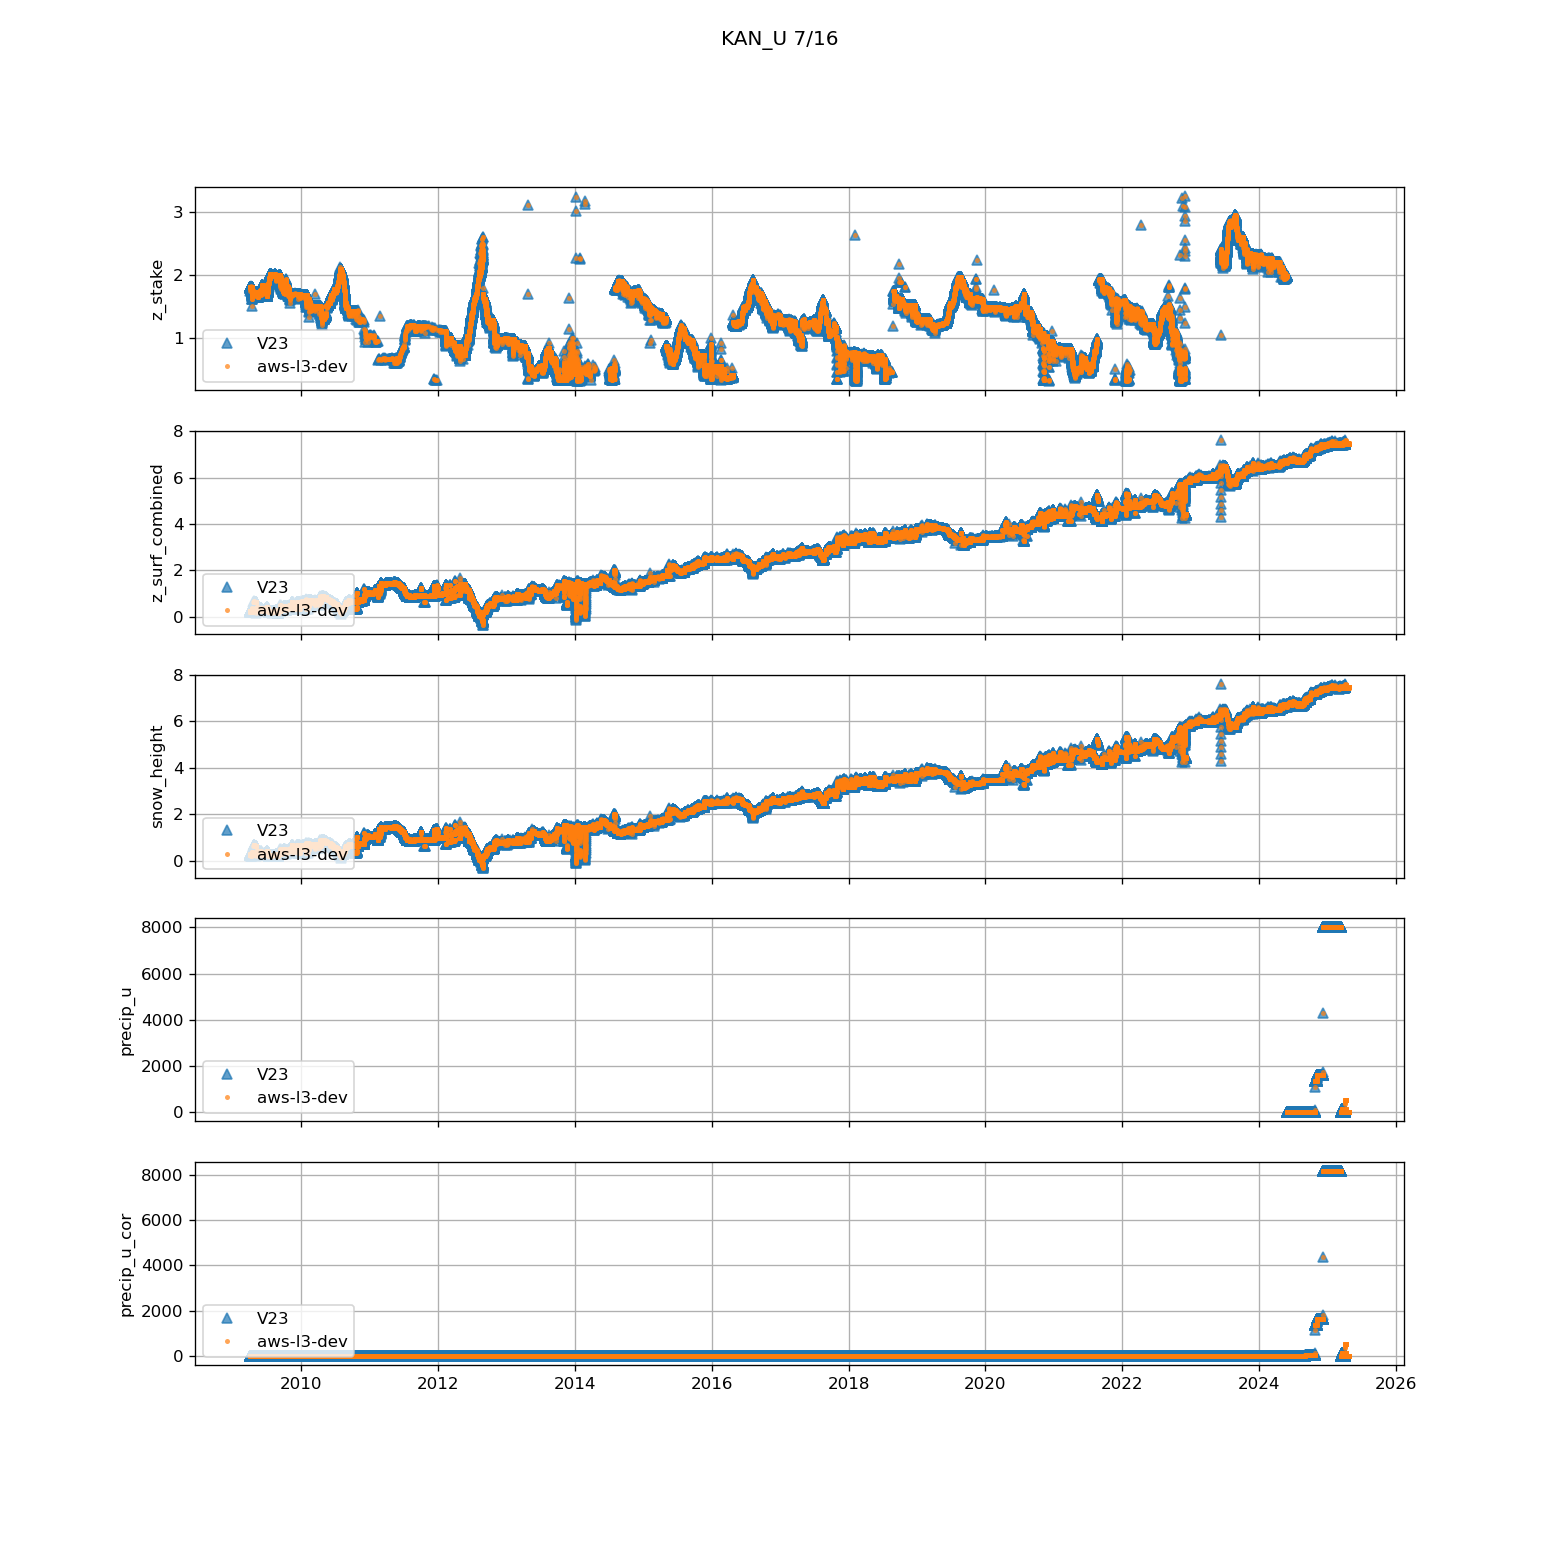 KAN_U 7/16
z_stake
3
2
1
V23
aws-l3-dev
z_surf_combined
8
6
4
2
0
V23
aws-l3-dev
snow_height
8
6
4
2
0
V23
aws-l3-dev
precip_u
8000
6000
4000
2000
0
V23
aws-l3-dev
precip_u_cor
8000
6000
4000
2000
0
V23
aws-l3-dev
2010 2012 2014 2016 2018 2020 2022 2024 2026